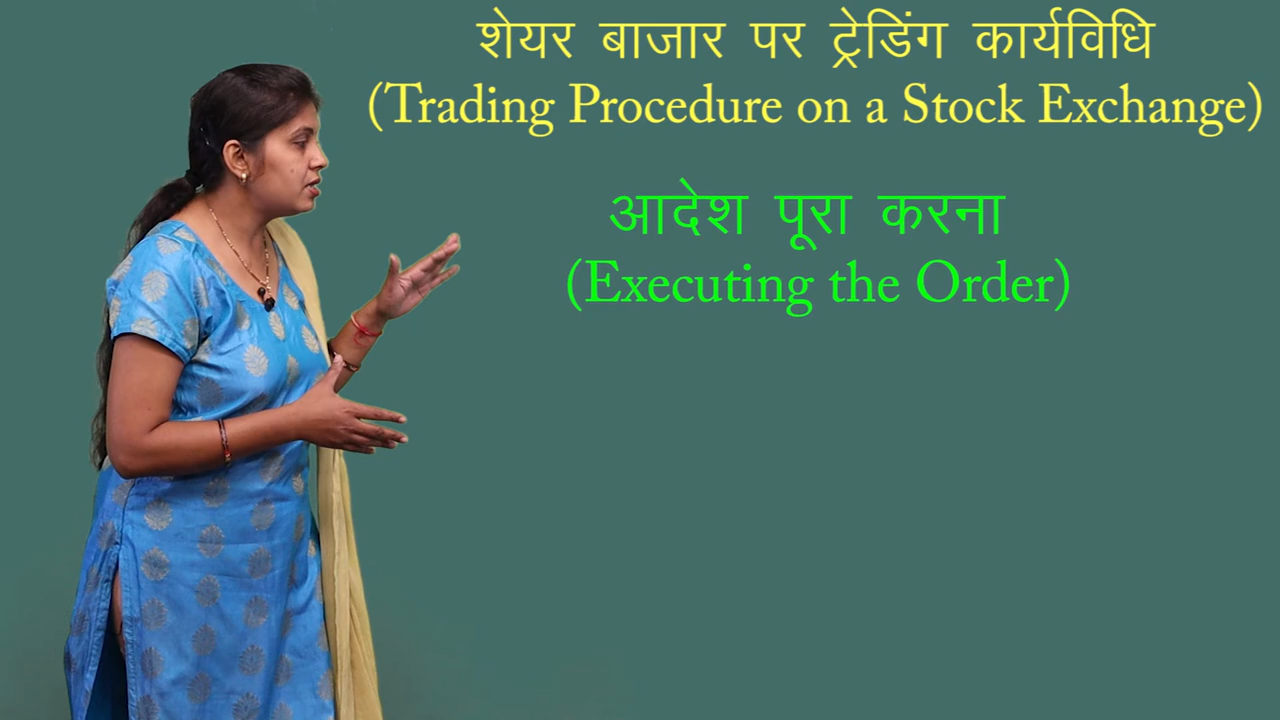 शेयर बाजार पर ट्रेडिंग कार्यविधि
(Trading Procedure on a Stock Exchange)
आदेश पूरा करना
(Executing the Order)